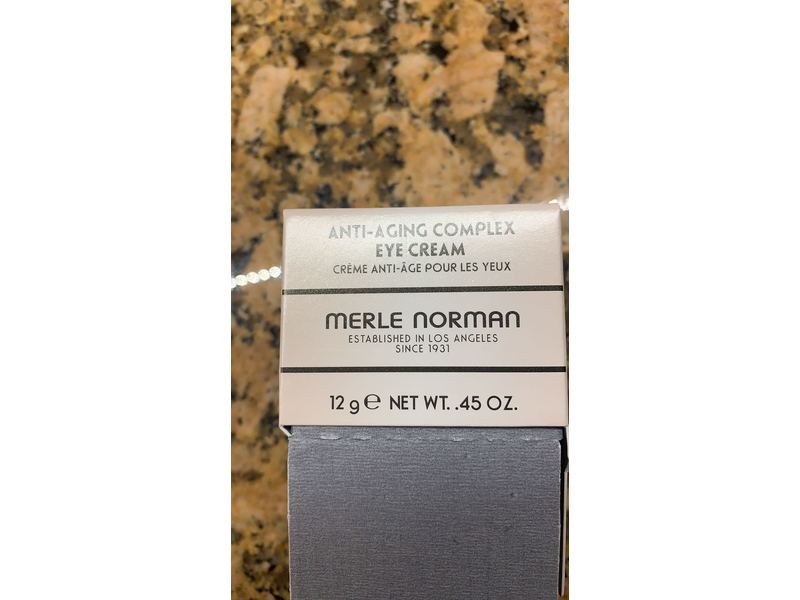 ANTI-AGING COMPLEX
EYE CREAM
CRÈME ANTI-ÂGE POUR LES YEUX
MERLE NORMAN
ESTABLISHED IN LOS ANGELES
SINCE 1931
12 g ℮ NET WT. .45 OZ.